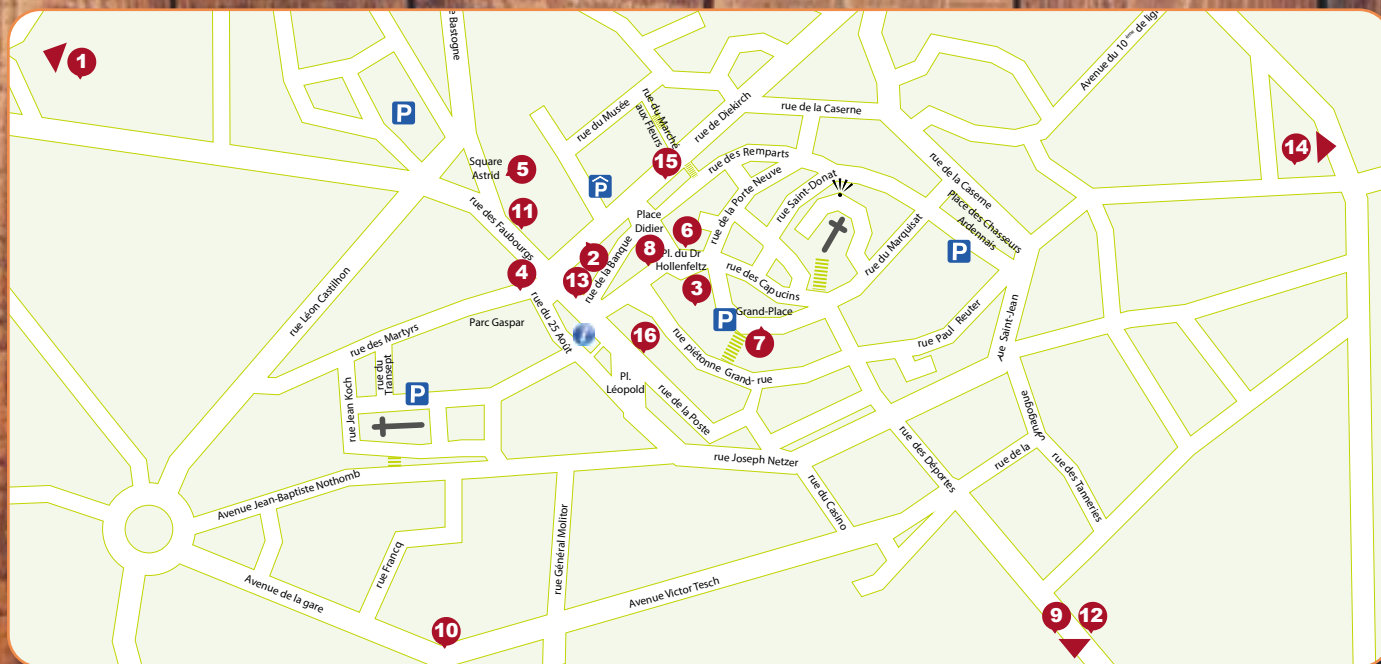 e Bastogne
Avenue du 10 ème de lig
1
P
rue du Musée
rue du Marché
aux Fleurs
rue de Diekirch
rue de la Caserne
14
Square
Astrid
5
15
rue des Remparts
rue de la Caserne
P
rue de la Porte Neuve
rue Saint-Donat
Place des Chasseurs
Ardennais
rue des Faubourgs
11
Place
Didier
6
rue du Marquisat
P
2
8
Pl. du Dr
Hollenfeltz
4
13
rue de la Banque
3
rue des Capucins
rue Léon Castilhon
rue du 25 Août
Parc Gaspar
P
Grand-Place
rue Paul Reuter
rue Saint-Jean
rue des Martyrs
i
16
7
rue piétonne Grand- rue
rue du
Transept
rue Jean Koch
P
Pl.
Léopold
rue de la Poste
rue de la
Synagogue
rue des Déportes
rue Joseph Netzer
rue des Tanneries
Avenue Jean-Baptiste Nothomb
rue du Casino
rue Général Molitor
rue Francq
Avenue de la gare
Avenue Victor Tesch
10
9
12